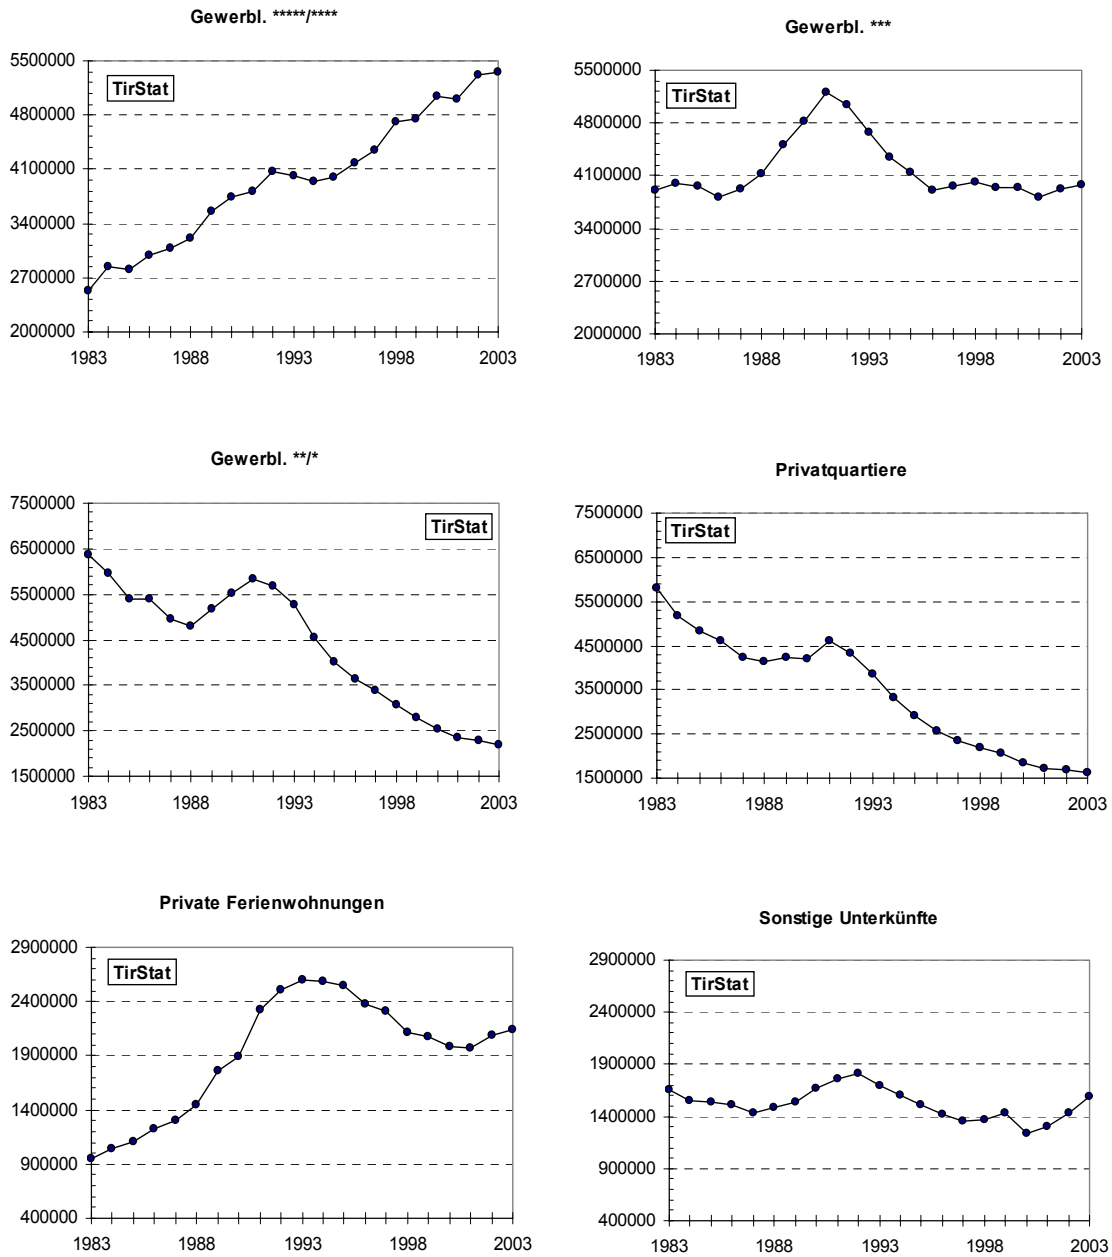 Gewerbl. *****/****
5500000
4800000
4100000
3400000
2700000
2000000
TirStat
1983 1988 1993 1998 2003
Gewerbl. ***
5500000
4800000
4100000
3400000
2700000
2000000
TirStat
1983 1988 1993 1998 2003
Gewerbl. **/*
7500000
6500000
5500000
4500000
3500000
2500000
1500000
TirStat
1983 1988 1993 1998 2003
Privatquartiere
7500000
6500000
5500000
4500000
3500000
2500000
1500000
TirStat
1983 1988 1993 1998 2003
Private Ferienwohnungen
2900000
2400000
1900000
1400000
900000
400000
TirStat
1983 1988 1993 1998 2003
Sonstige Unterkünfte
2900000
2400000
1900000
1400000
900000
400000
TirStat
1983 1988 1993 1998 2003